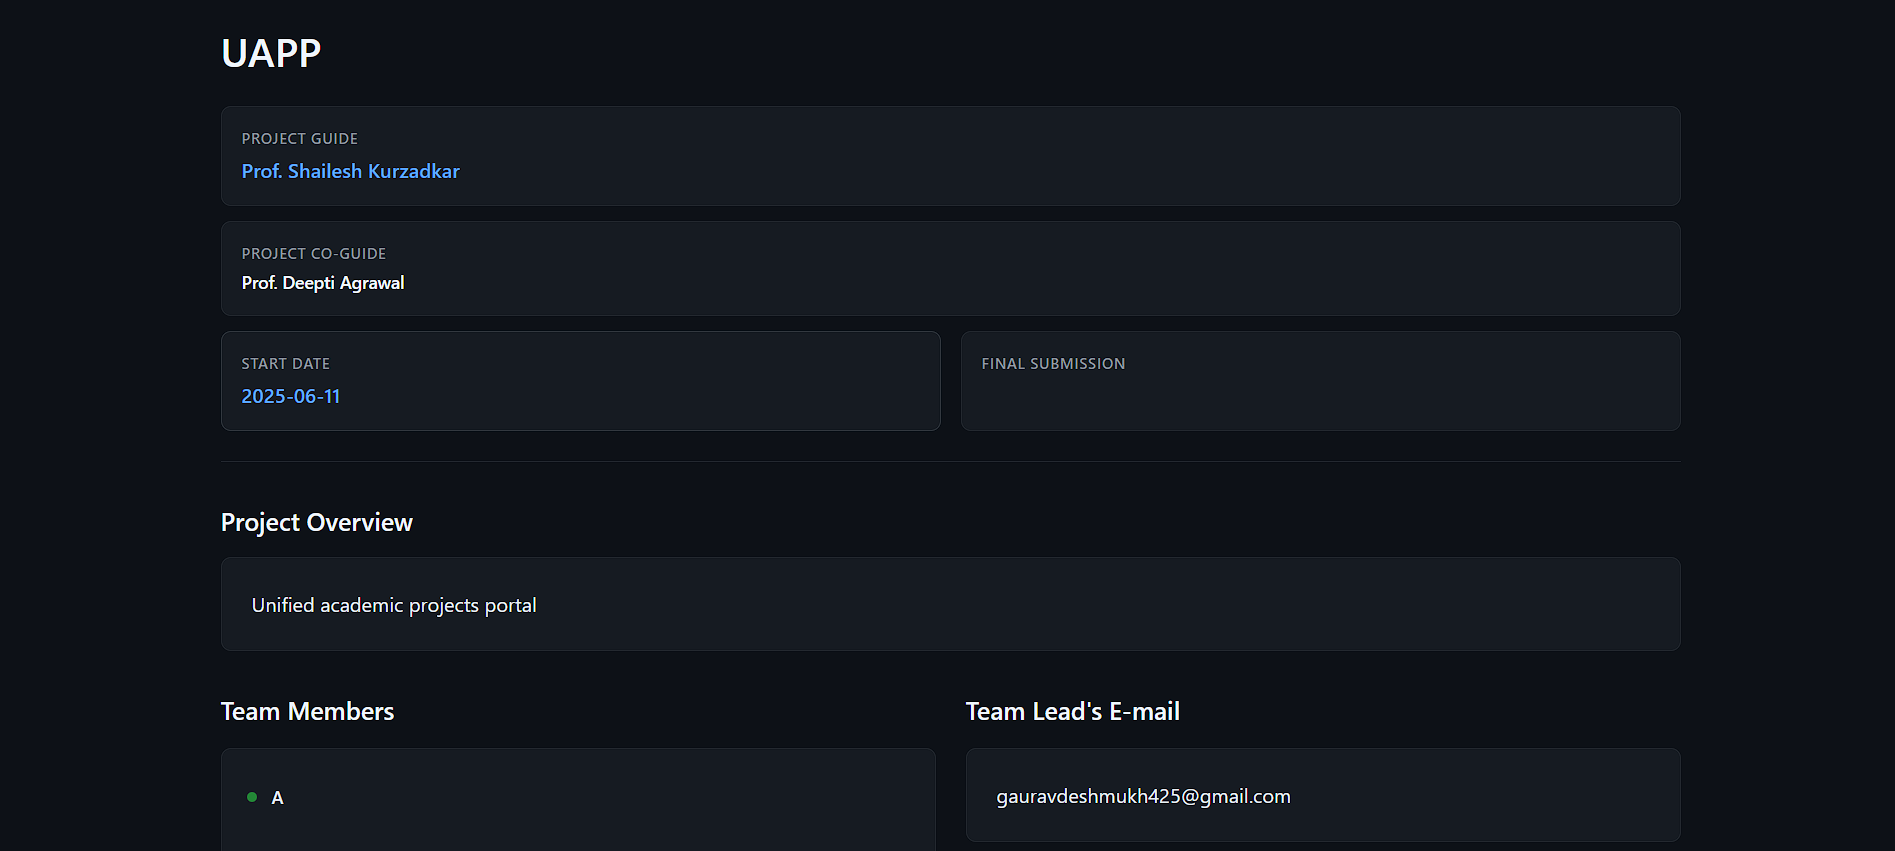 UAPP
PROJECT GUIDE
Prof. Shailesh Kurzadkar
PROJECT CO-GUIDE
Prof. Deepti Agrawal
START DATE
2025-06-11
FINAL SUBMISSION
Project Overview
Unified academic projects portal
Team Members
A
Team Lead's E-mail
gauravdeshmukh425@gmail.com